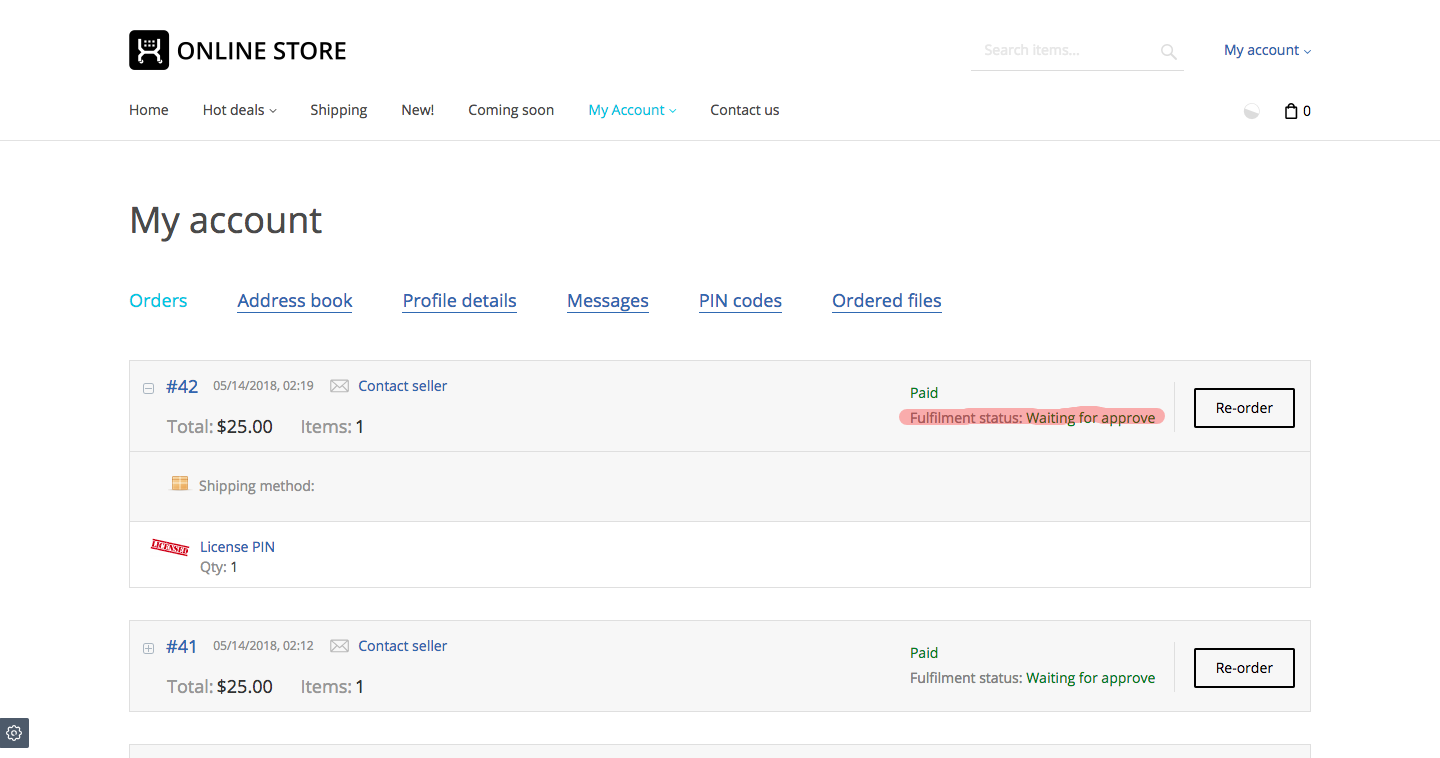 ONLINE STORE
Search items...
My account
Home
Hot deals
Shipping
New!
Coming soon
My Account
Contact us
0
My account
Orders
Address book
Profile details
Messages
PIN codes
Ordered files
#42 05/14/2018, 02:19 Contact seller
Total: $25.00 Items: 1
Paid
Fulfilment status: Waiting for approve
Re-order
Shipping method:
LICENSED
License PIN
Qty: 1
#41 05/14/2018, 02:12 Contact seller
Total: $25.00 Items: 1
Paid
Fulfilment status: Waiting for approve
Re-order